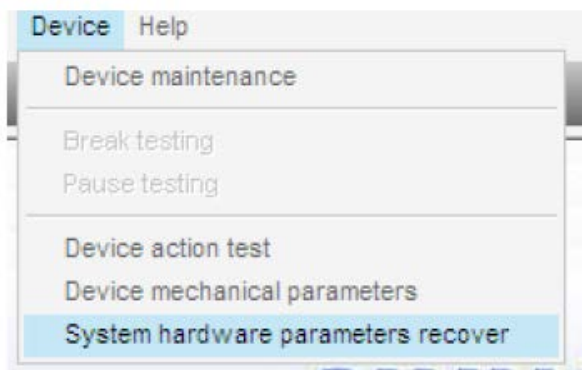 Device Help
Device maintenance
Break testing
Pause testing
Device action test
Device mechanical parameters
System hardware parameters recover